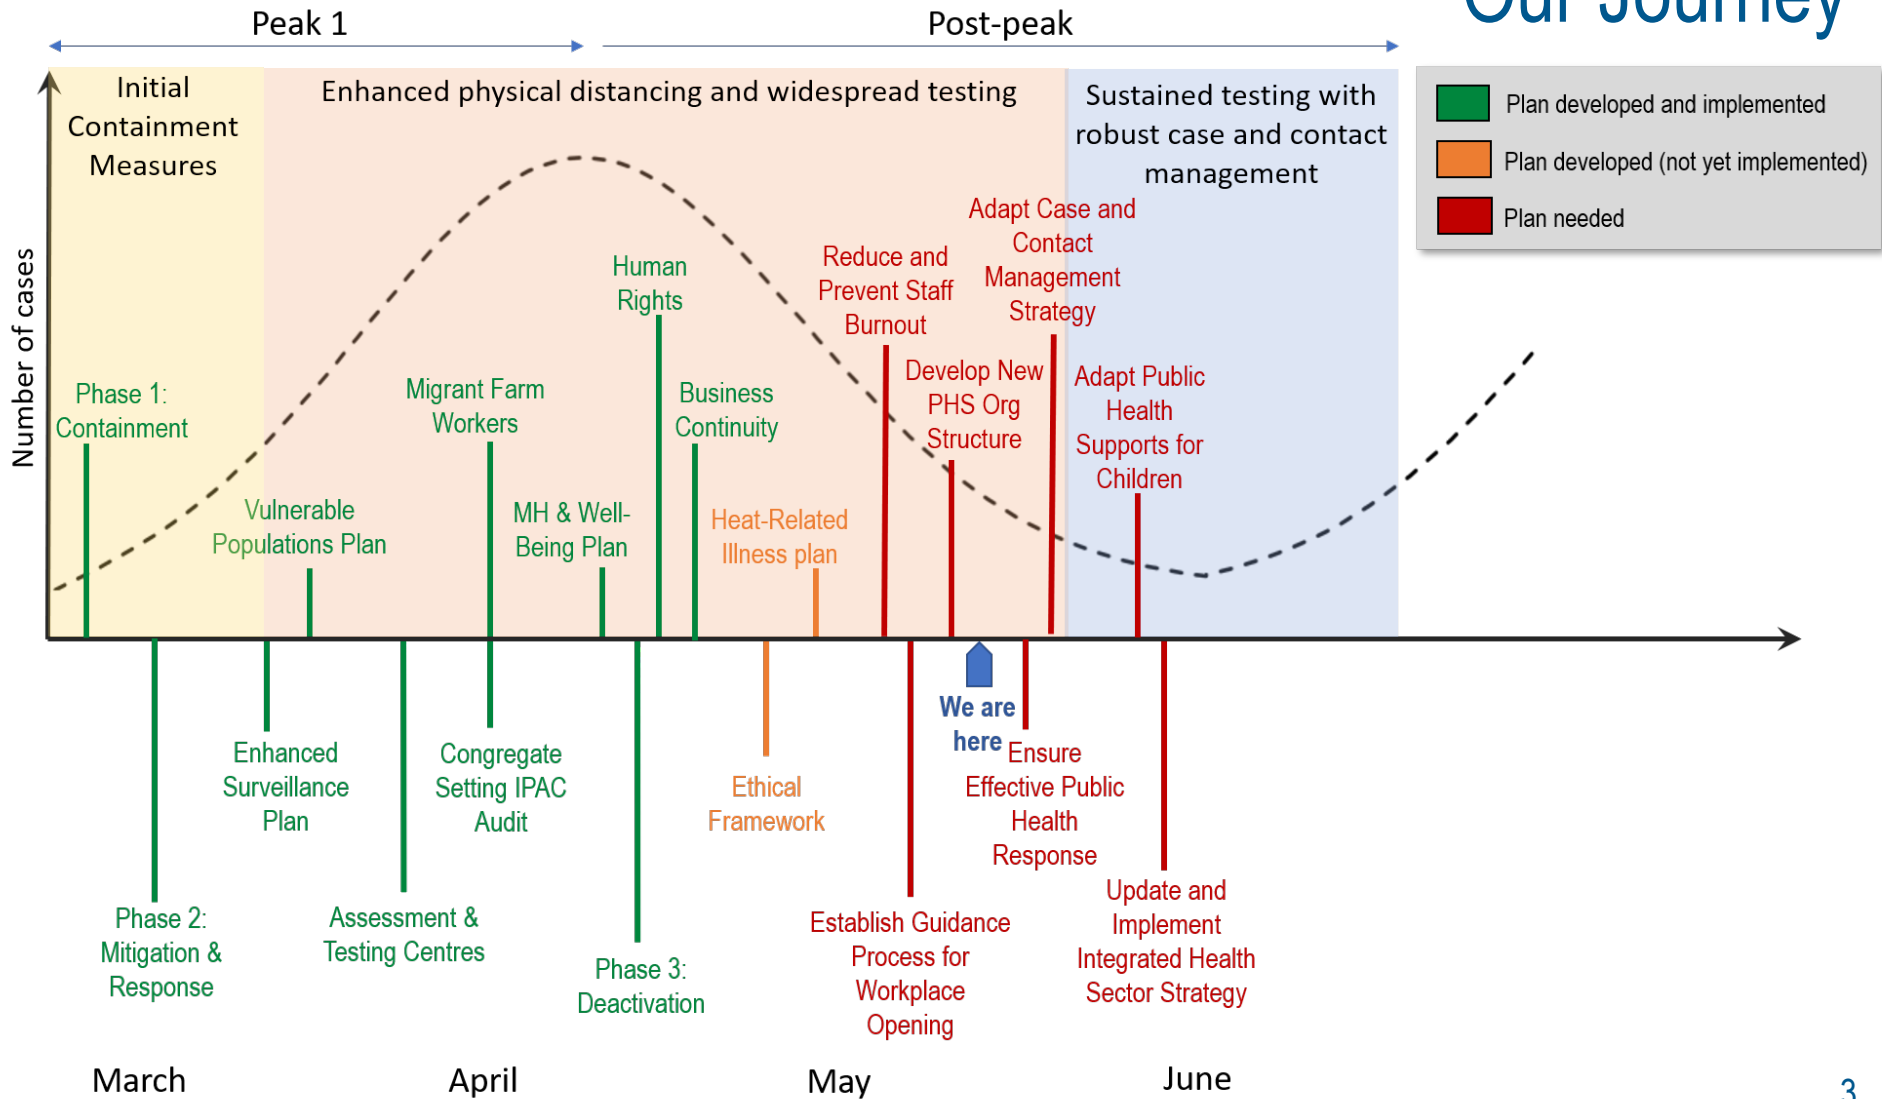 Our Journey
Peak 1
Post-peak
Initial
Containment
Measures
Enhanced physical distancing and widespread testing
Sustained testing with
robust case and contact
management
Plan developed and implemented
Plan developed (not yet implemented)
Plan needed
Number of cases
Phase 1:
Containment
Vulnerable
Populations Plan
Migrant Farm
Workers
MH & Well-
Being Plan
Human
Rights
Business
Continuity
Heat-Related
Illness plan
Reduce and
Prevent Staff
Burnout
Develop New
PHS Org
Structure
Adapt Case and
Contact
Management
Strategy
Adapt Public
Health
Supports for
Children
Phase 2:
Mitigation &
Response
Enhanced
Surveillance
Plan
Assessment &
Testing Centres
Congregate
Setting IPAC
Audit
Phase 3:
Deactivation
Ethical
Framework
Establish Guidance
Process for
Workplace
Opening
We are
here
Ensure
Effective Public
Health
Response
Update and
Implement
Integrated Health
Sector Strategy
March
April
May
June
3